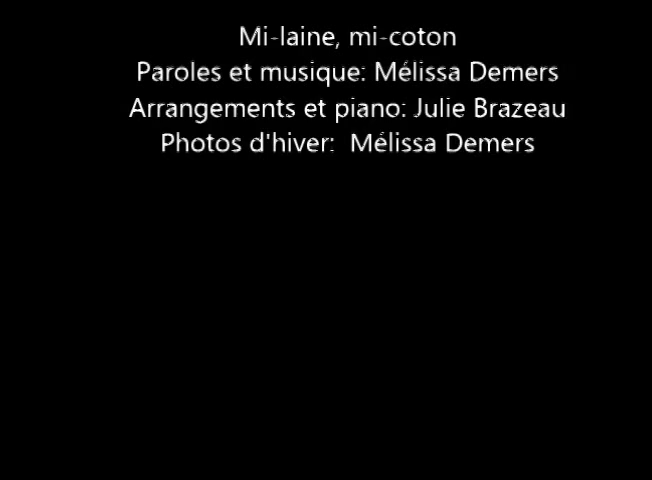 Mi-laine, mi-coton
Paroles et musique: Mélissa Demers
Arrangements et piano: Julie Brazeau
Photos d'hiver:  Mélissa Demers